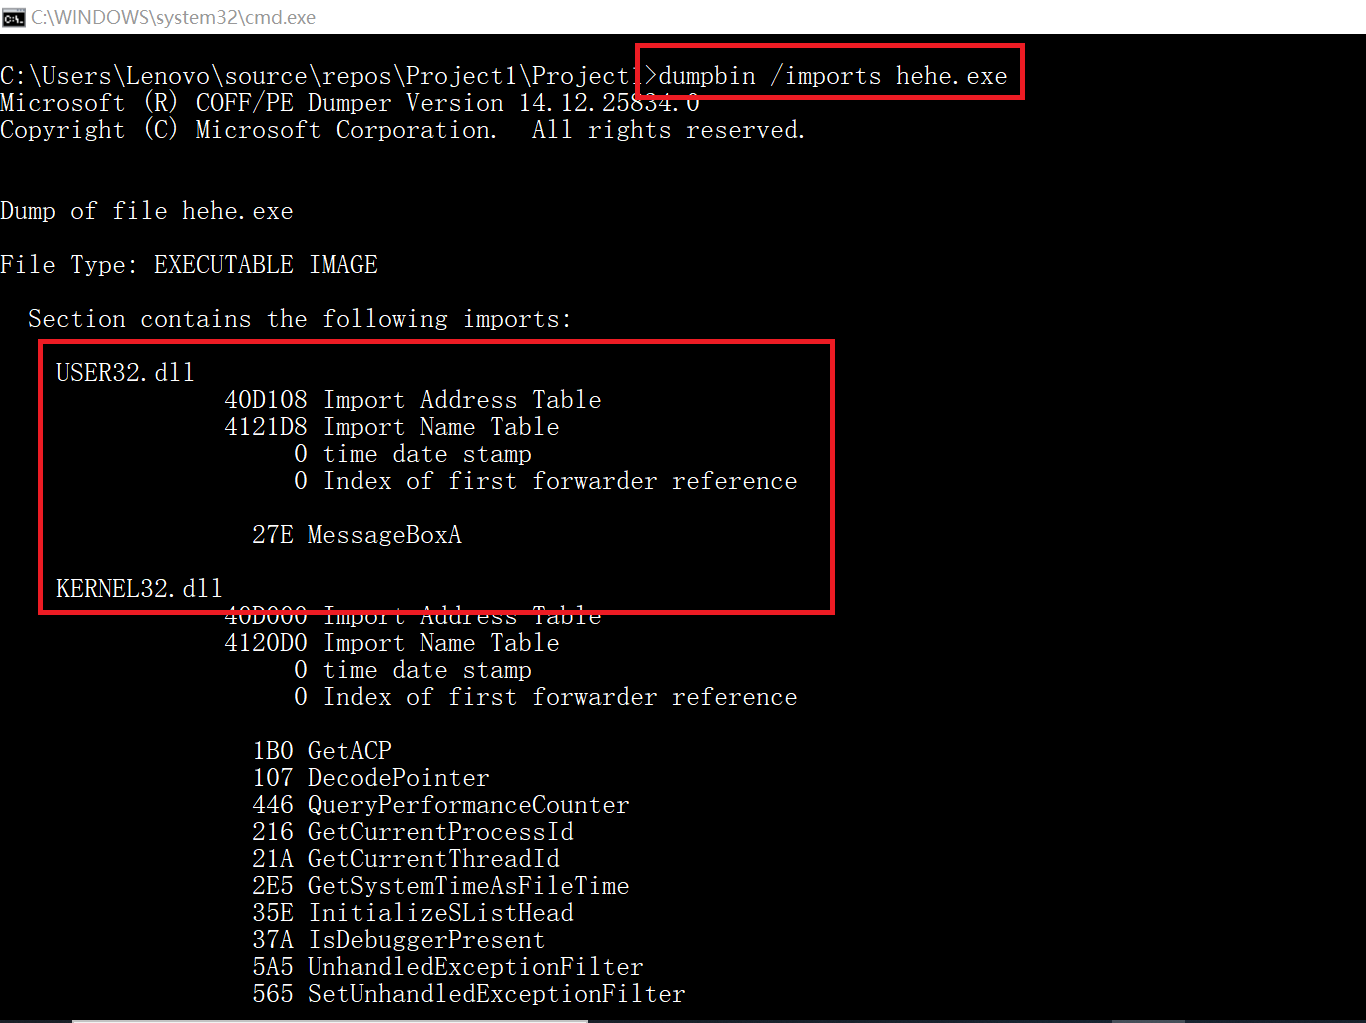 C:\WINDOWS\system32\cmd.exe
C:\Users\Lenovo\source\repos\Project1\Project1>dumpbin /imports hehe.exe
Microsoft (R) COFF/PE Dumper Version 14.12.25834.0
Copyright (C) Microsoft Corporation.  All rights reserved.
Dump of file hehe.exe
File Type: EXECUTABLE IMAGE
Section contains the following imports:
USER32.dll
40D108 Import Address Table
4121D8 Import Name Table
0 time date stamp
0 Index of first forwarder reference
27E MessageBoxA
KERNEL32.dll
40D000 Import Address Table
4120D0 Import Name Table
0 time date stamp
0 Index of first forwarder reference
1B0 GetACP
107 DecodePointer
446 QueryPerformanceCounter
216 GetCurrentProcessId
21A GetCurrentThreadId
2E5 GetSystemTimeAsFileTime
35E InitializeSListHead
37A IsDebuggerPresent
5A5 UnhandledExceptionFilter
565 SetUnhandledExceptionFilter